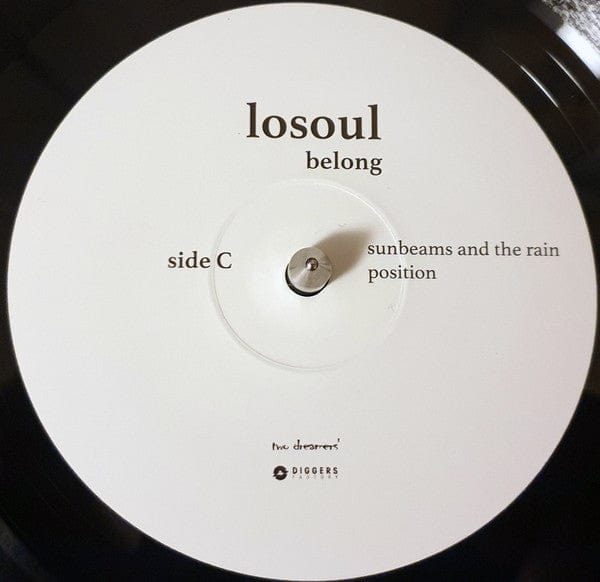 losoul
belong
side C
sunbeams and the rain
position
two dreamers'
DIGGERS
FACTORY